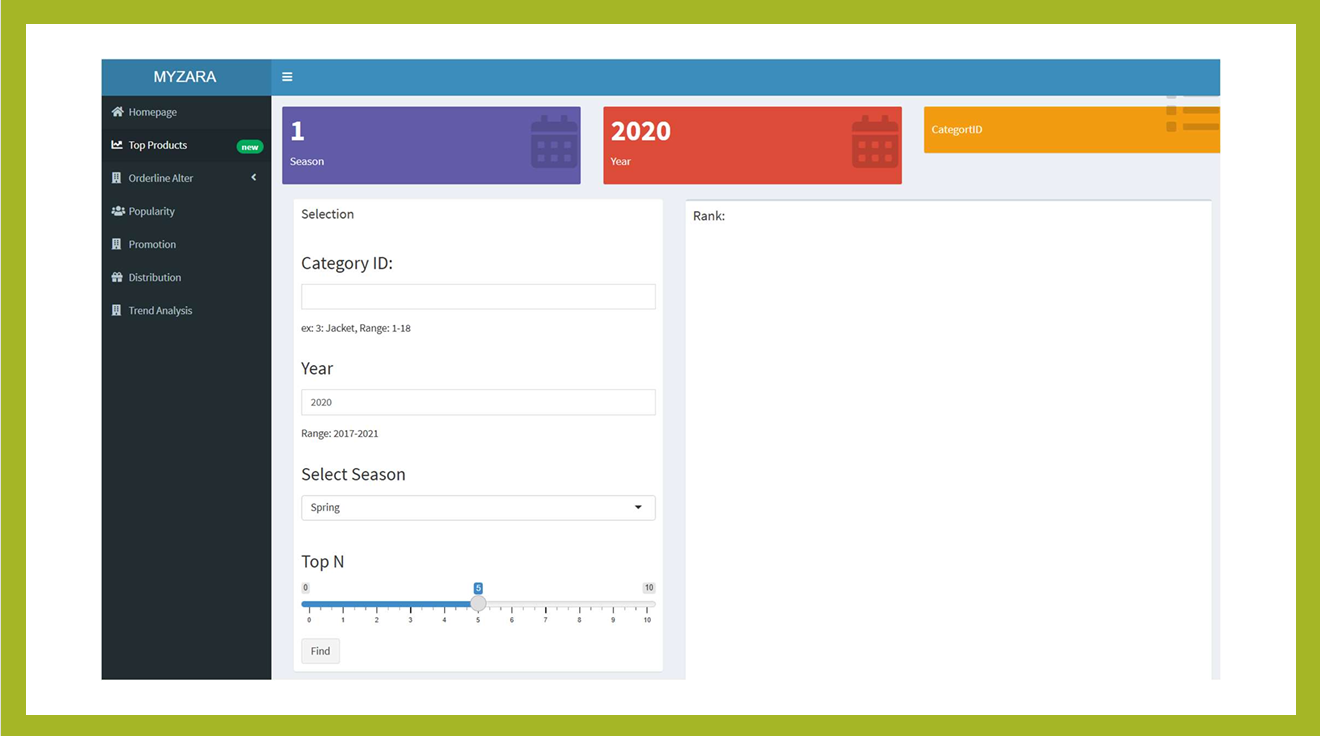 MYZARA
Homepage
Top Products new
Orderline Alter
Popularity
Promotion
Distribution
Trend Analysis
1
Season
2020
Year
CategortID
Selection
Category ID:
ex: 3: Jacket, Range: 1-18
Year
2020
Range: 2017-2021
Select Season
Spring
Top N
0 5 10
0 1 2 3 4 5 6 7 8 9 10
Find
Rank: